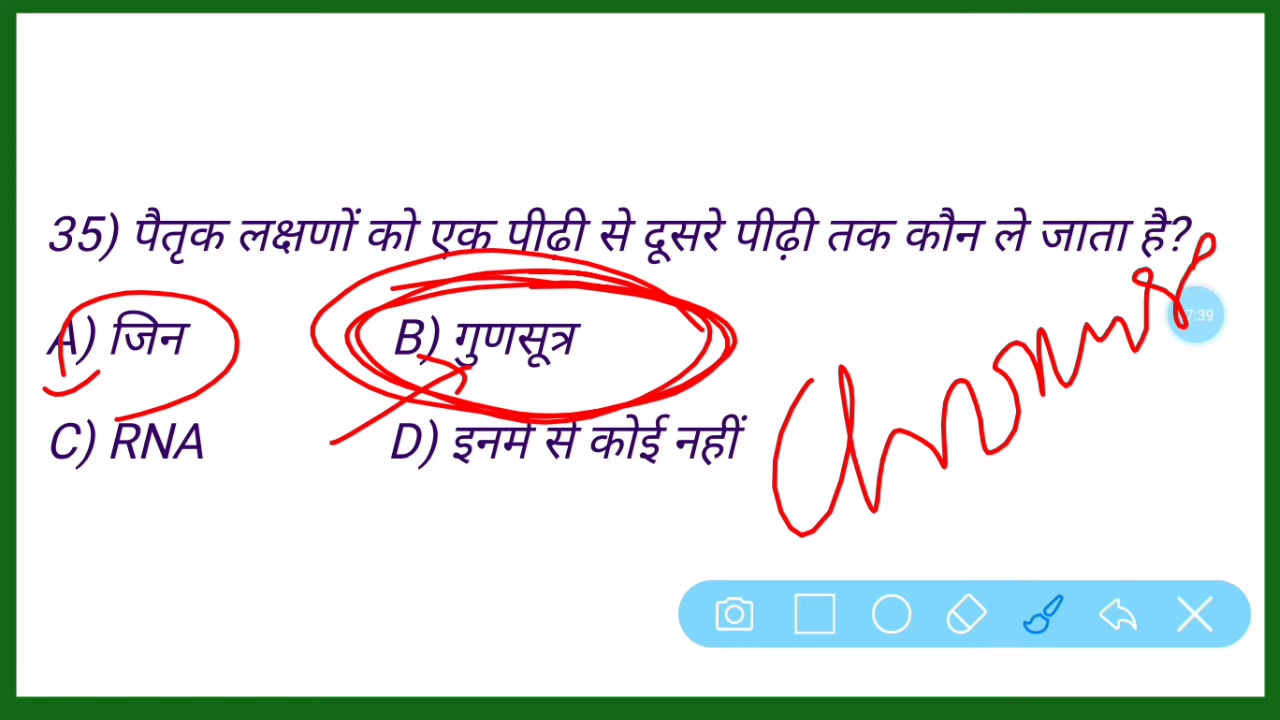 35) पैतृक लक्षणों को एक पीढ़ी से दूसरे पीढ़ी तक कौन ले जाता है?
A) जिन B) गुणसूत्र
C) RNA D) इनमे से कोई नहीं